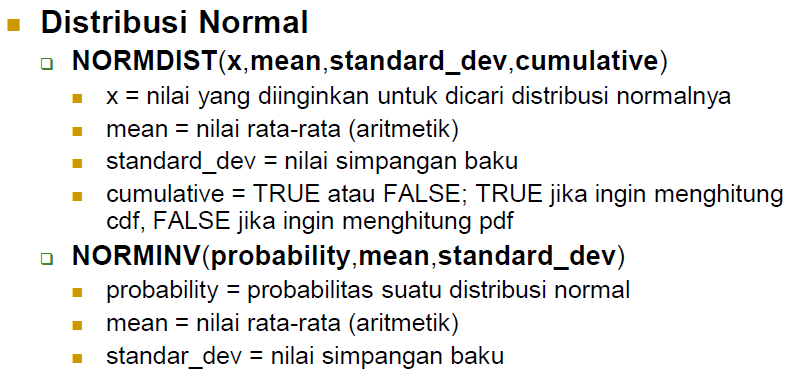 Distribusi Normal
NORMDIST(x,mean,standard_dev,cumulative)
x = nilai yang diinginkan untuk dicari distribusi normalnya
mean = nilai rata-rata (aritmetik)
standard_dev = nilai simpangan baku
cumulative = TRUE atau FALSE; TRUE jika ingin menghitung
cdf, FALSE jika ingin menghitung pdf
NORMINV(probability,mean,standard_dev)
probability = probabilitas suatu distribusi normal
mean = nilai rata-rata (aritmetik)
standar_dev = nilai simpangan baku